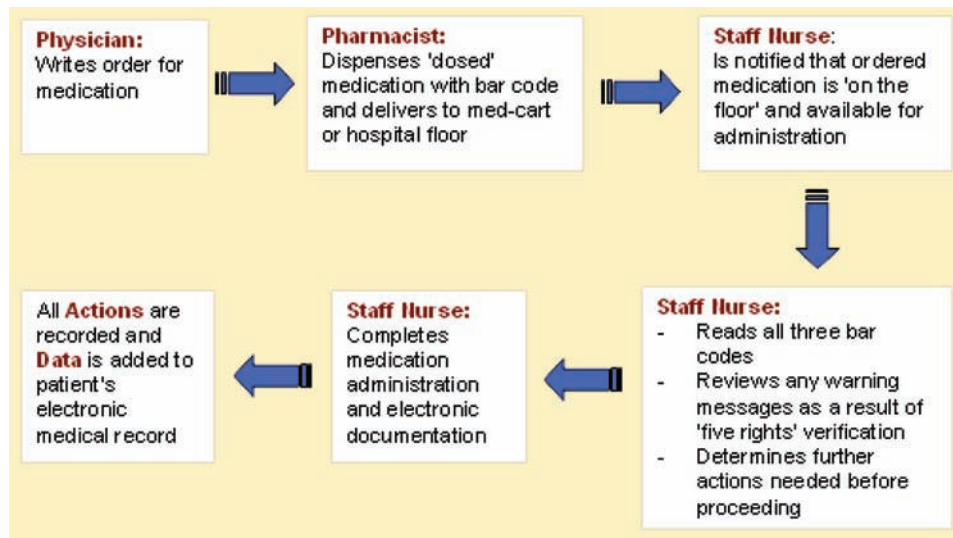 Physician:
Writes order for
medication
Pharmacist:
Dispenses 'dosed'
medication with bar code
and delivers to med-cart
or hospital floor
Staff Nurse:
Is notified that ordered
medication is 'on the
floor' and available for
administration
Staff Nurse:
- Reads all three bar
codes
- Reviews any warning
messages as a result of
'five rights' verification
- Determines further
actions needed before
proceeding
Staff Nurse:
Completes
medication
administration
and electronic
documentation
All Actions are
recorded and
Data is added to
patient's
electronic
medical record